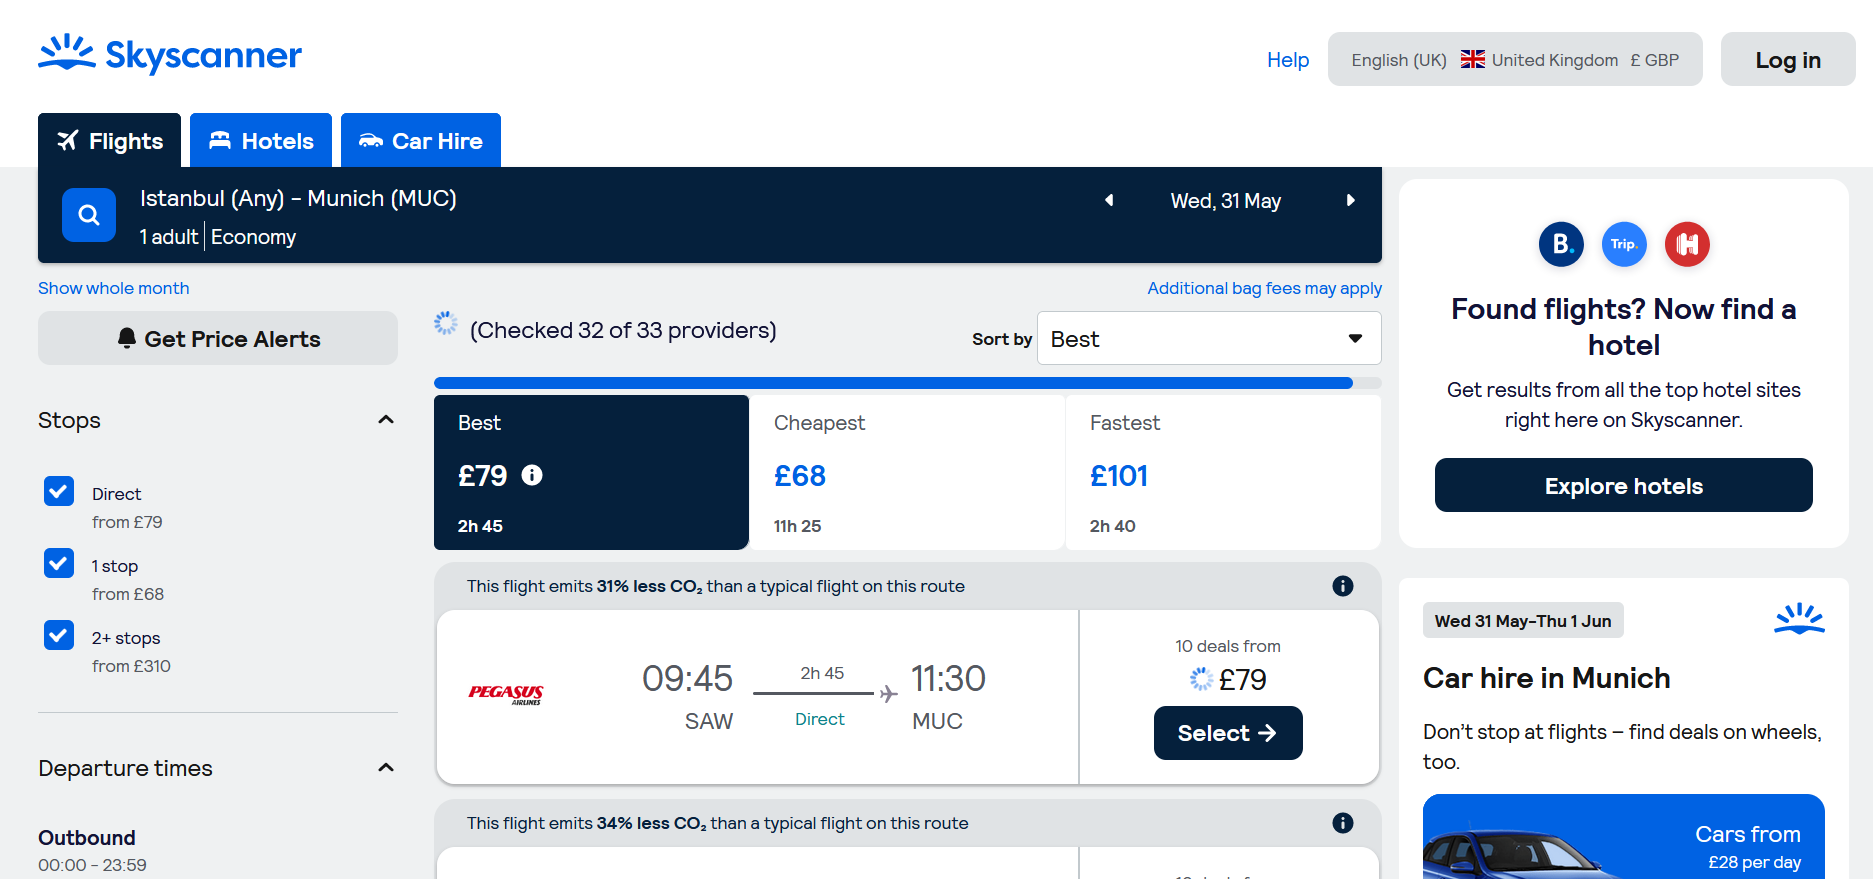 Skyscanner
Help
English (UK) United Kingdom £ GBP
Log in
Flights
Hotels
Car Hire
Istanbul (Any) – Munich (MUC)
1 adult | Economy
Wed, 31 May
Show whole month
Additional bag fees may apply
Get Price Alerts
(Checked 32 of 33 providers)
Sort by
Best
Stops
Direct
from £79
1 stop
from £68
2+ stops
from £310
Departure times
Outbound
00:00 – 23:59
Best
£79
2h 45
Cheapest
£68
11h 25
Fastest
£101
2h 40
This flight emits 31% less CO₂ than a typical flight on this route
PEGASUS
AIRLINES
09:45
SAW
2h 45
Direct
11:30
MUC
10 deals from
£79
Select →
This flight emits 34% less CO₂ than a typical flight on this route
B.
Trip.
H
Found flights? Now find a
hotel
Get results from all the top hotel sites
right here on Skyscanner.
Explore hotels
Wed 31 May–Thu 1 Jun
Car hire in Munich
Don't stop at flights – find deals on wheels,
too.
Cars from
£28 per day